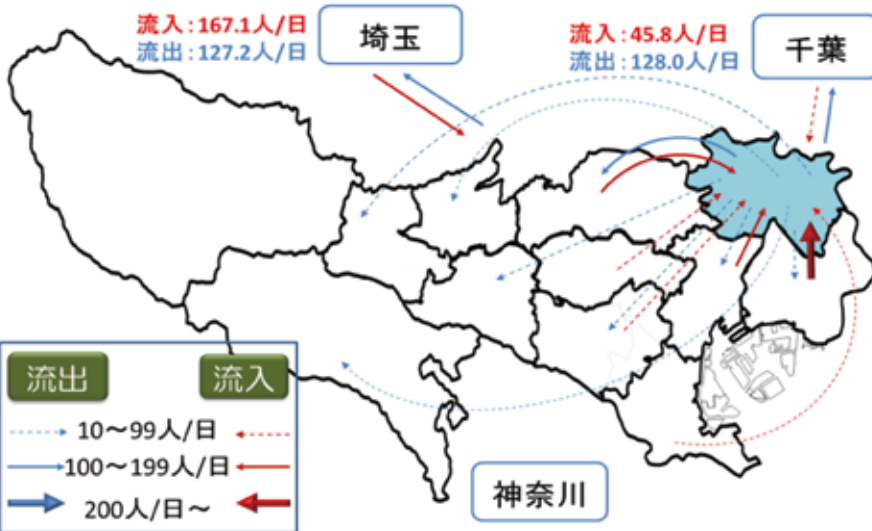 流入:167.1人/日
流出:127.2人/日
埼玉
流入:45.8人/日
流出:128.0人/日
千葉
流出
流入
10～99人/日
100～199人/日
200人/日～
神奈川